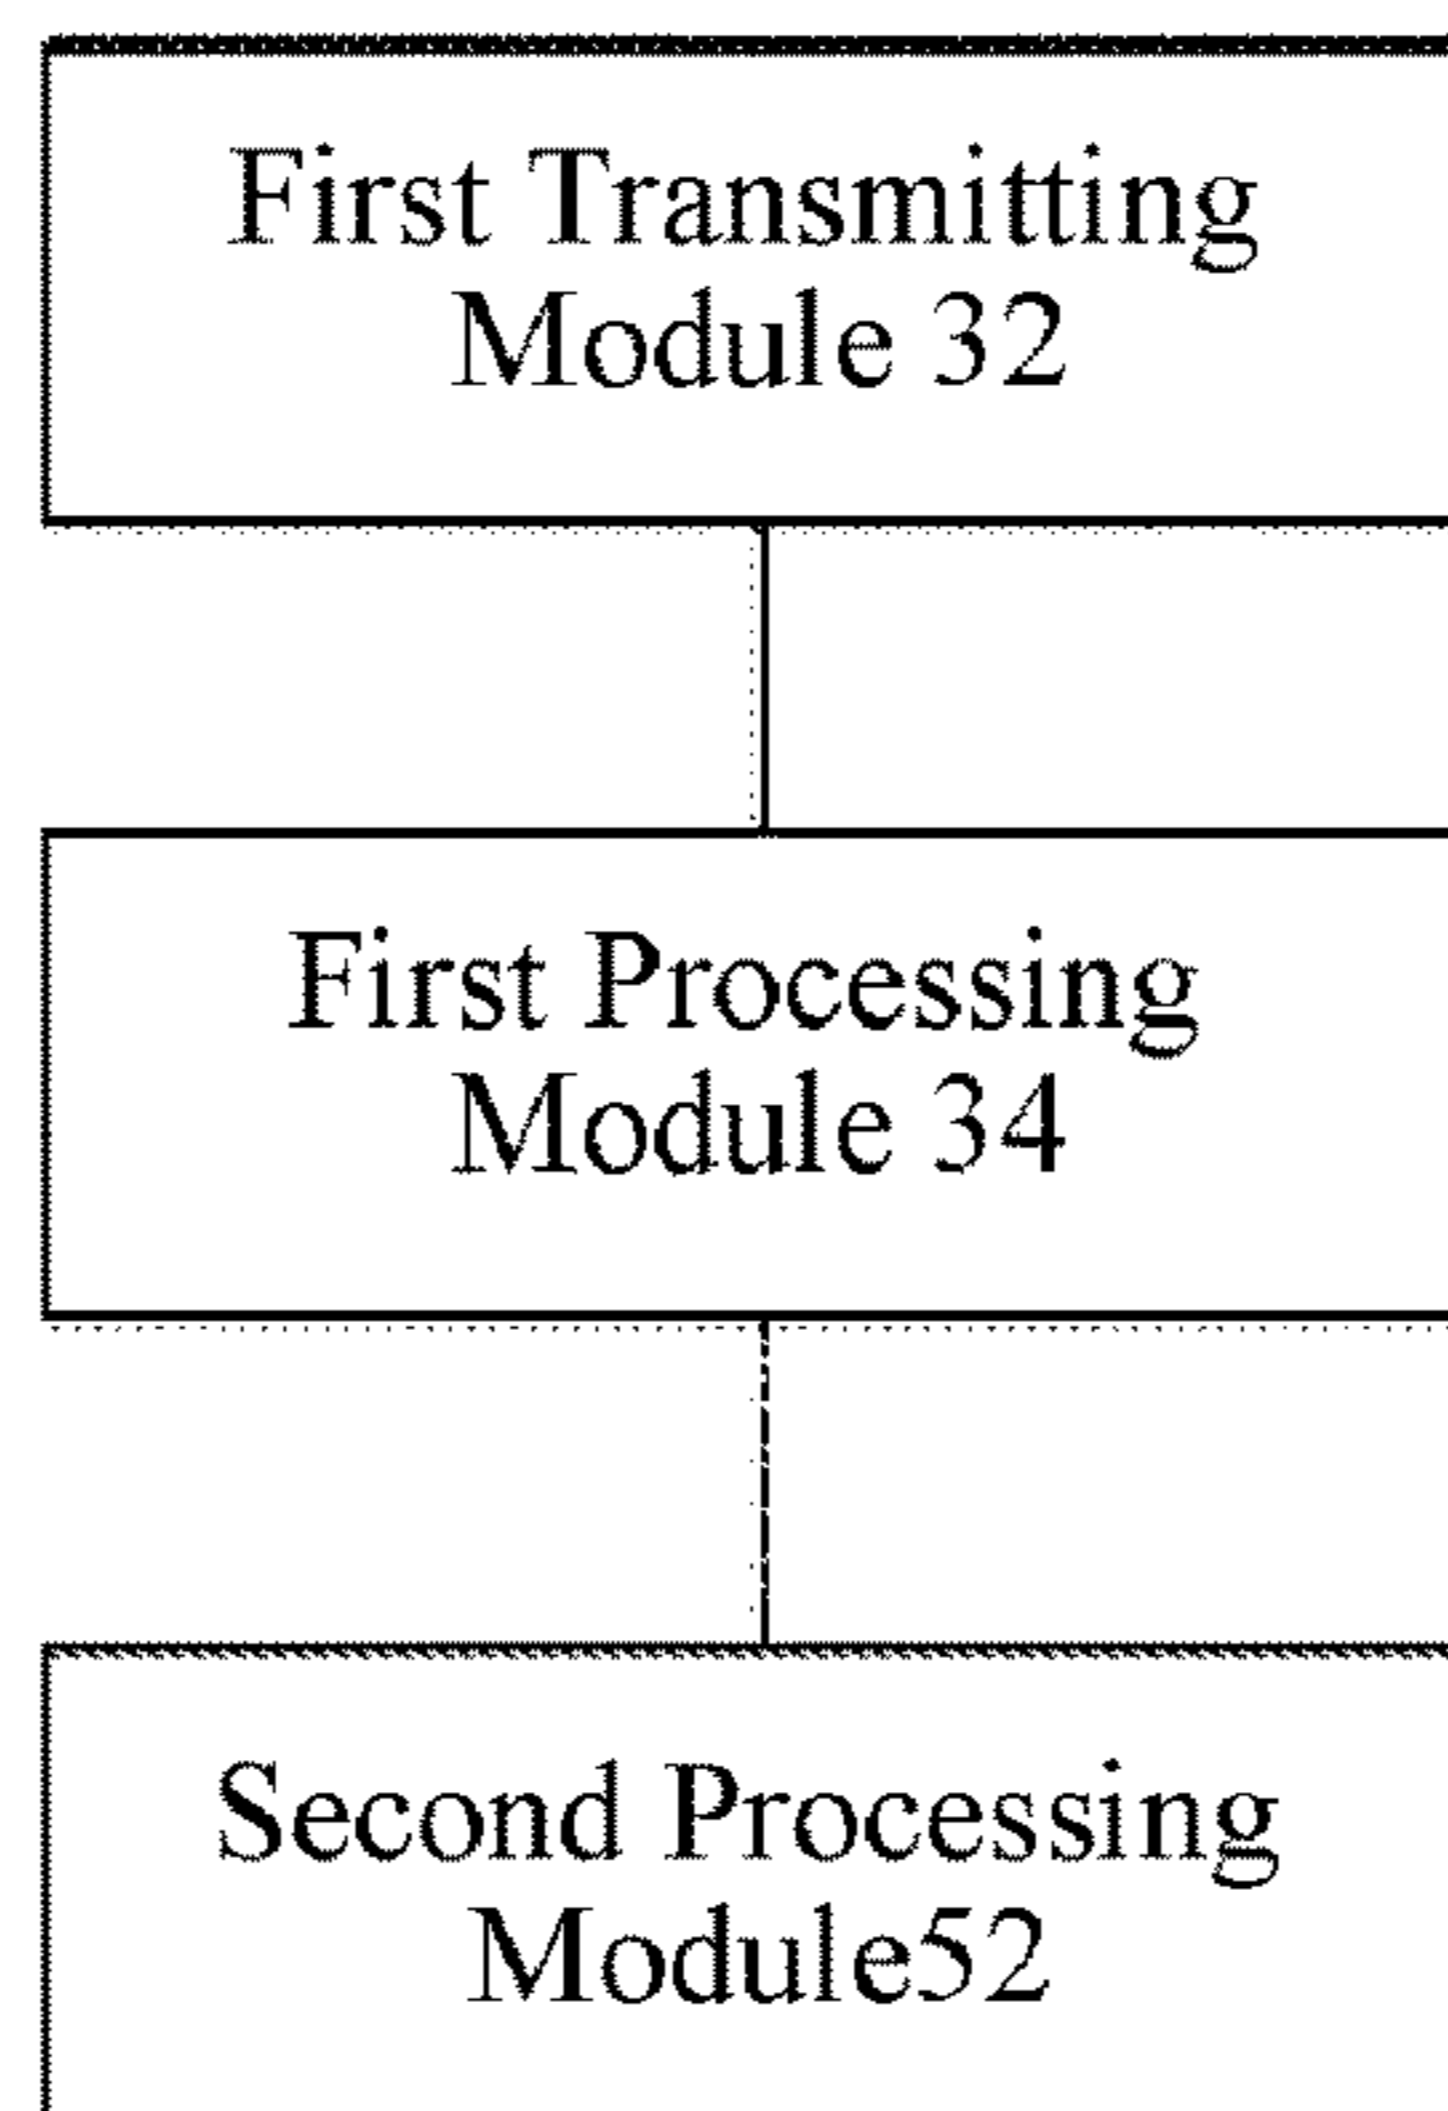 First Transmitting
Module 32
First Processing
Module 34
Second Processing
Module52